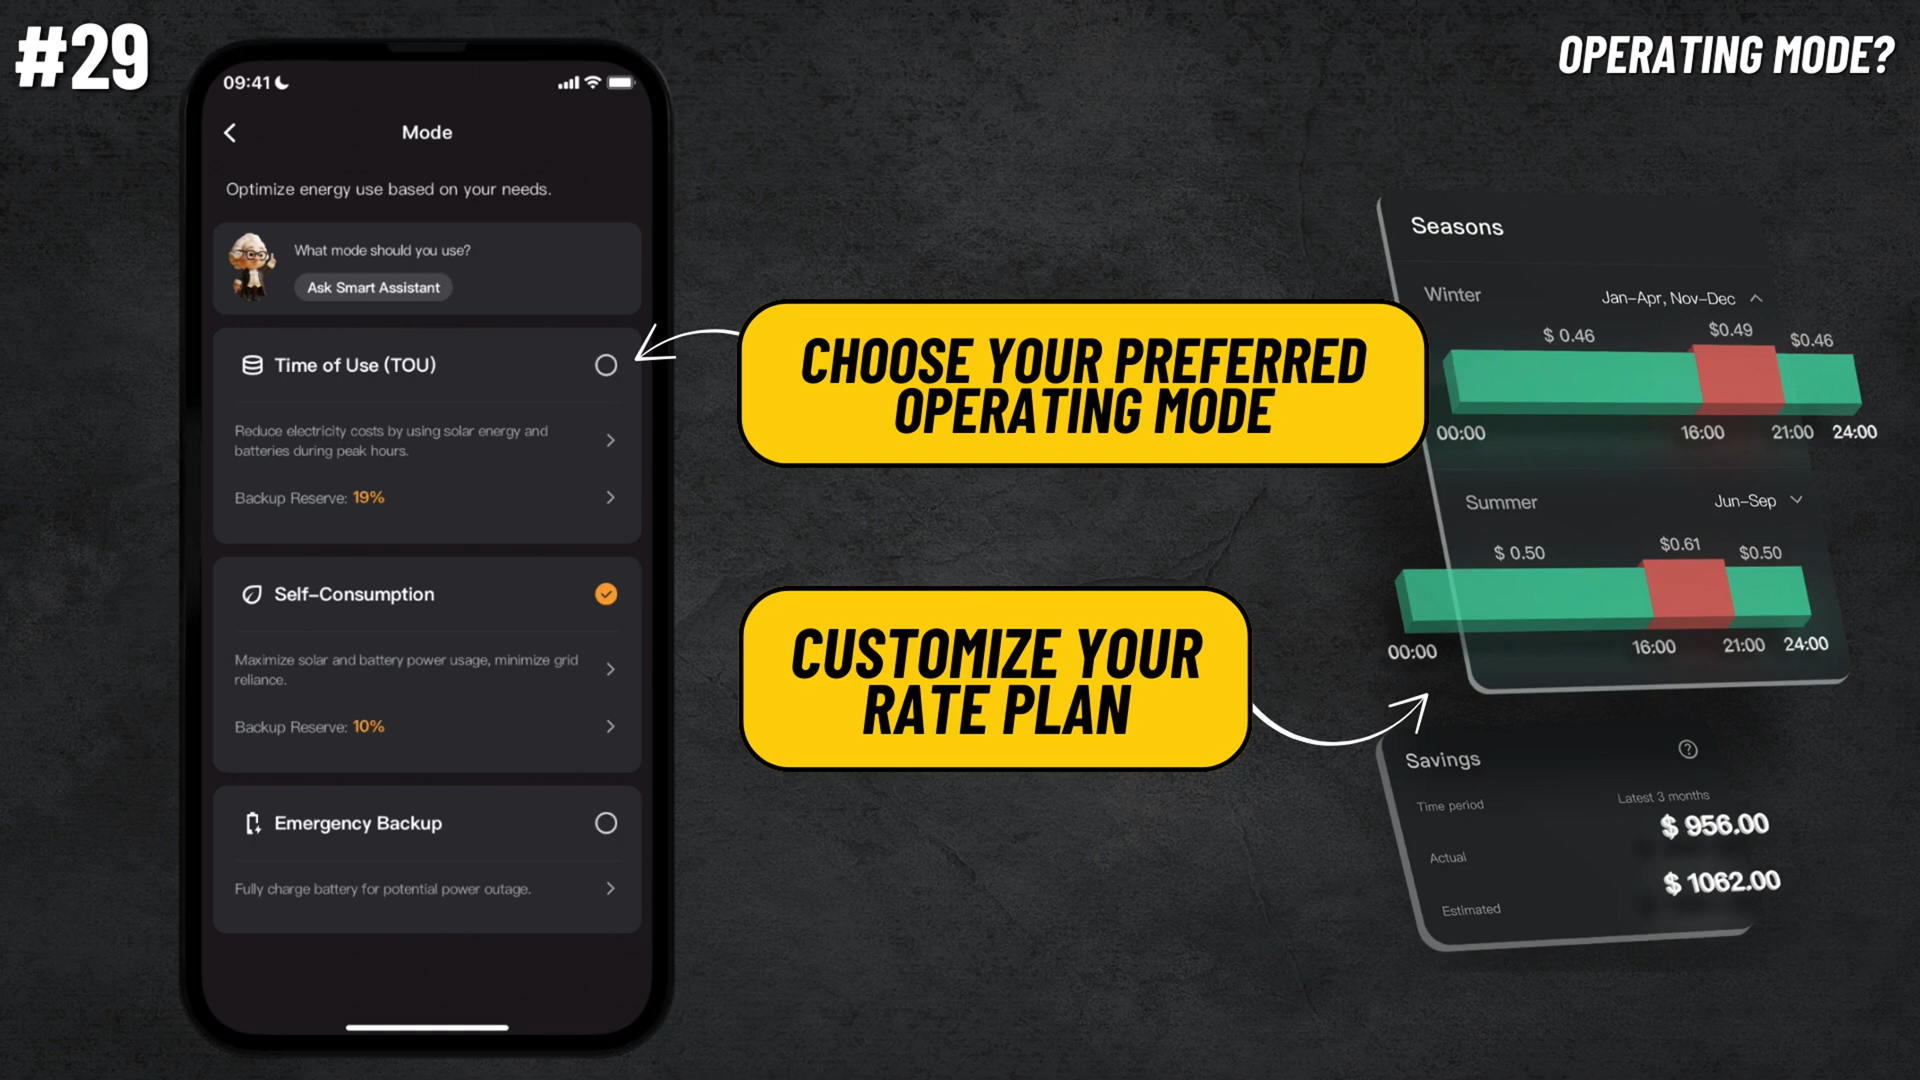 #29
OPERATING MODE?
09:41
Mode
Optimize energy use based on your needs.
What mode should you use?
Ask Smart Assistant
Time of Use (TOU)
Reduce electricity costs by using solar energy and
batteries during peak hours.
Backup Reserve: 19%
Self-Consumption
Maximize solar and battery power usage, minimize grid
reliance.
Backup Reserve: 10%
Emergency Backup
Fully charge battery for potential power outage.
CHOOSE YOUR PREFERRED
OPERATING MODE
CUSTOMIZE YOUR
RATE PLAN
Seasons
Winter
Jan-Apr, Nov-Dec
$ 0.46
$0.49
$0.46
00:00
16:00
21:00
24:00
Summer
Jun-Sep
$ 0.50
$0.61
$0.50
00:00
16:00
21:00
24:00
Savings
Time period
Latest 3 months
$ 956.00
Actual
$ 1062.00
Estimated